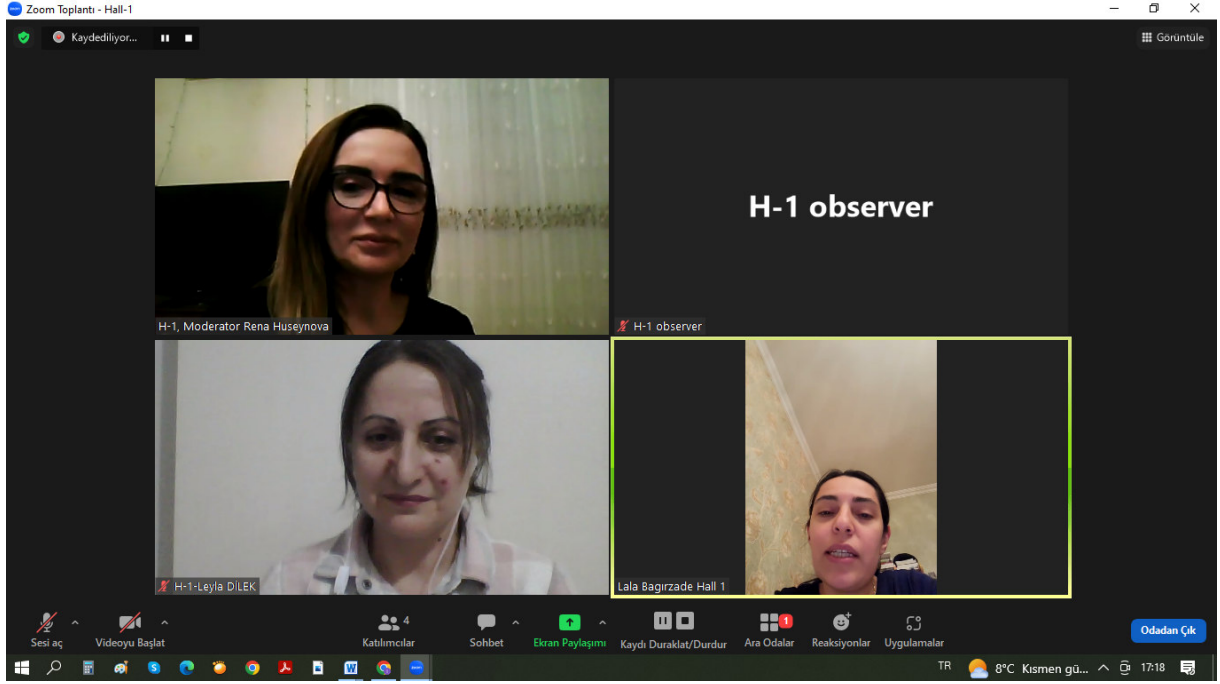 Zoom Toplantı - Hall-1
Kaydediliyor...
Görüntüle
H-1 observer
H-1, Moderator Rena Huseynova
H-1 observer
H-1-Leyla DİLEK
Lala Bagırzade Hall 1
4
1
Sesi aç
Videoyu Başlat
Katılımcılar
Sohbet
Ekran Paylaşımı
Kaydı Duraklat/Durdur
Ara Odalar
Reaksiyonlar
Uygulamalar
Odadan Çık
TR
8°C Kısmen gü...
17:18